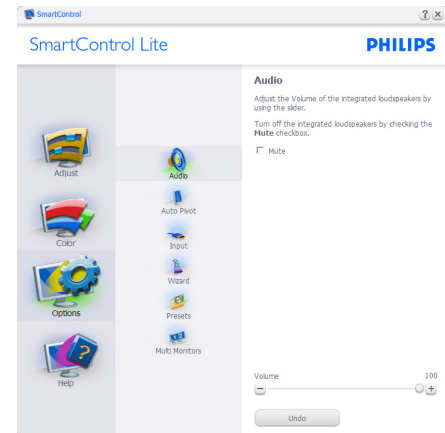 SmartControl
SmartControl Lite
PHILIPS
Adjust
Color
Options
Help
Audio
Auto Pivot
Input
Wizard
Presets
Multi Monitors
Audio
Adjust the Volume of the integrated loudspeakers by
using the slider.
Turn off the integrated loudspeakers by checking the
Mute checkbox.
Mute
Volume 100
Undo